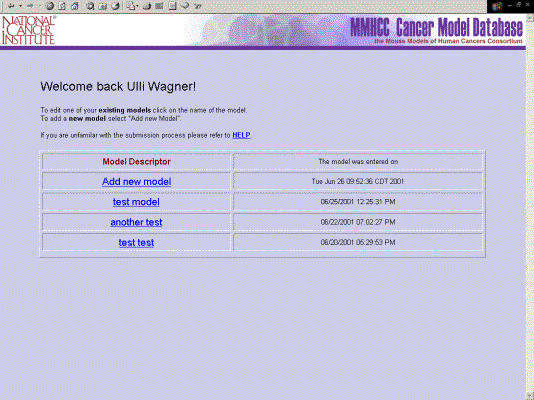 NATIONAL
CANCER
INSTITUTE
MMHCC Cancer Model Database
the Mouse Models of Human Cancers Consortium
Welcome back Ulli Wagner!
To edit one of your existing models click on the name of the model.
To add a new model select "Add new Model".
If you are unfamilar with the submission process please refer to HELP
Model Descriptor The model was entered on
Add new model Tue Jun 26 09:52:36 CDT 2001
test model 06/25/2001 12:25:31 PM
another test 06/22/2001 07:02:27 PM
test test 06/20/2001 05:29:53 PM